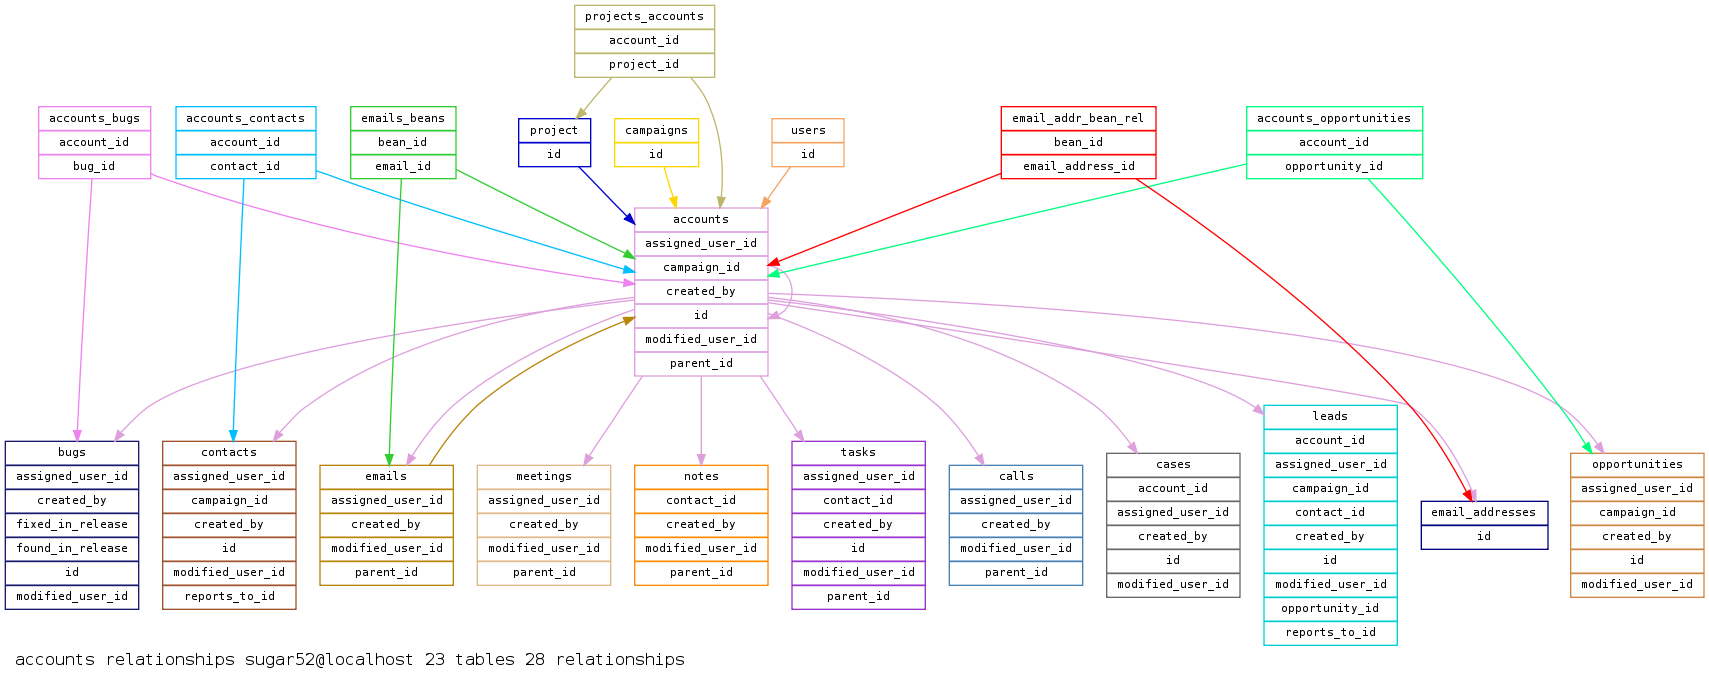 projects_accounts
account_id
project_id
accounts_bugs
account_id
bug_id
accounts_contacts
account_id
contact_id
emails_beans
bean_id
email_id
project
id
campaigns
id
users
id
email_addr_bean_rel
bean_id
email_address_id
accounts_opportunities
account_id
opportunity_id
accounts
assigned_user_id
campaign_id
created_by
id
modified_user_id
parent_id
bugs
assigned_user_id
created_by
fixed_in_release
found_in_release
id
modified_user_id
contacts
assigned_user_id
campaign_id
created_by
id
modified_user_id
reports_to_id
emails
assigned_user_id
created_by
modified_user_id
parent_id
meetings
assigned_user_id
created_by
modified_user_id
parent_id
notes
contact_id
created_by
modified_user_id
parent_id
tasks
assigned_user_id
contact_id
created_by
id
modified_user_id
parent_id
calls
assigned_user_id
created_by
modified_user_id
parent_id
cases
account_id
assigned_user_id
created_by
id
modified_user_id
leads
account_id
assigned_user_id
campaign_id
contact_id
created_by
id
modified_user_id
opportunity_id
reports_to_id
email_addresses
id
opportunities
assigned_user_id
campaign_id
created_by
id
modified_user_id
accounts relationships sugar52@localhost 23 tables 28 relationships